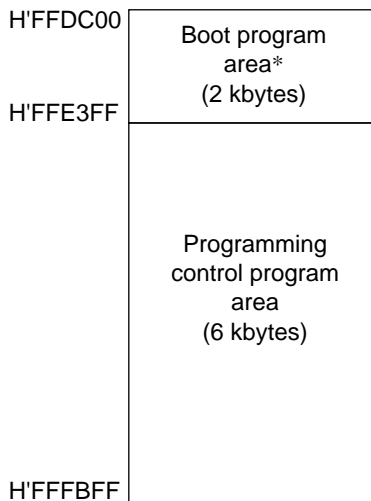 H'FFDC00
Boot program
area*
(2 kbytes)
H'FFE3FF
Programming
control program
area
(6 kbytes)
H'FFFBFF